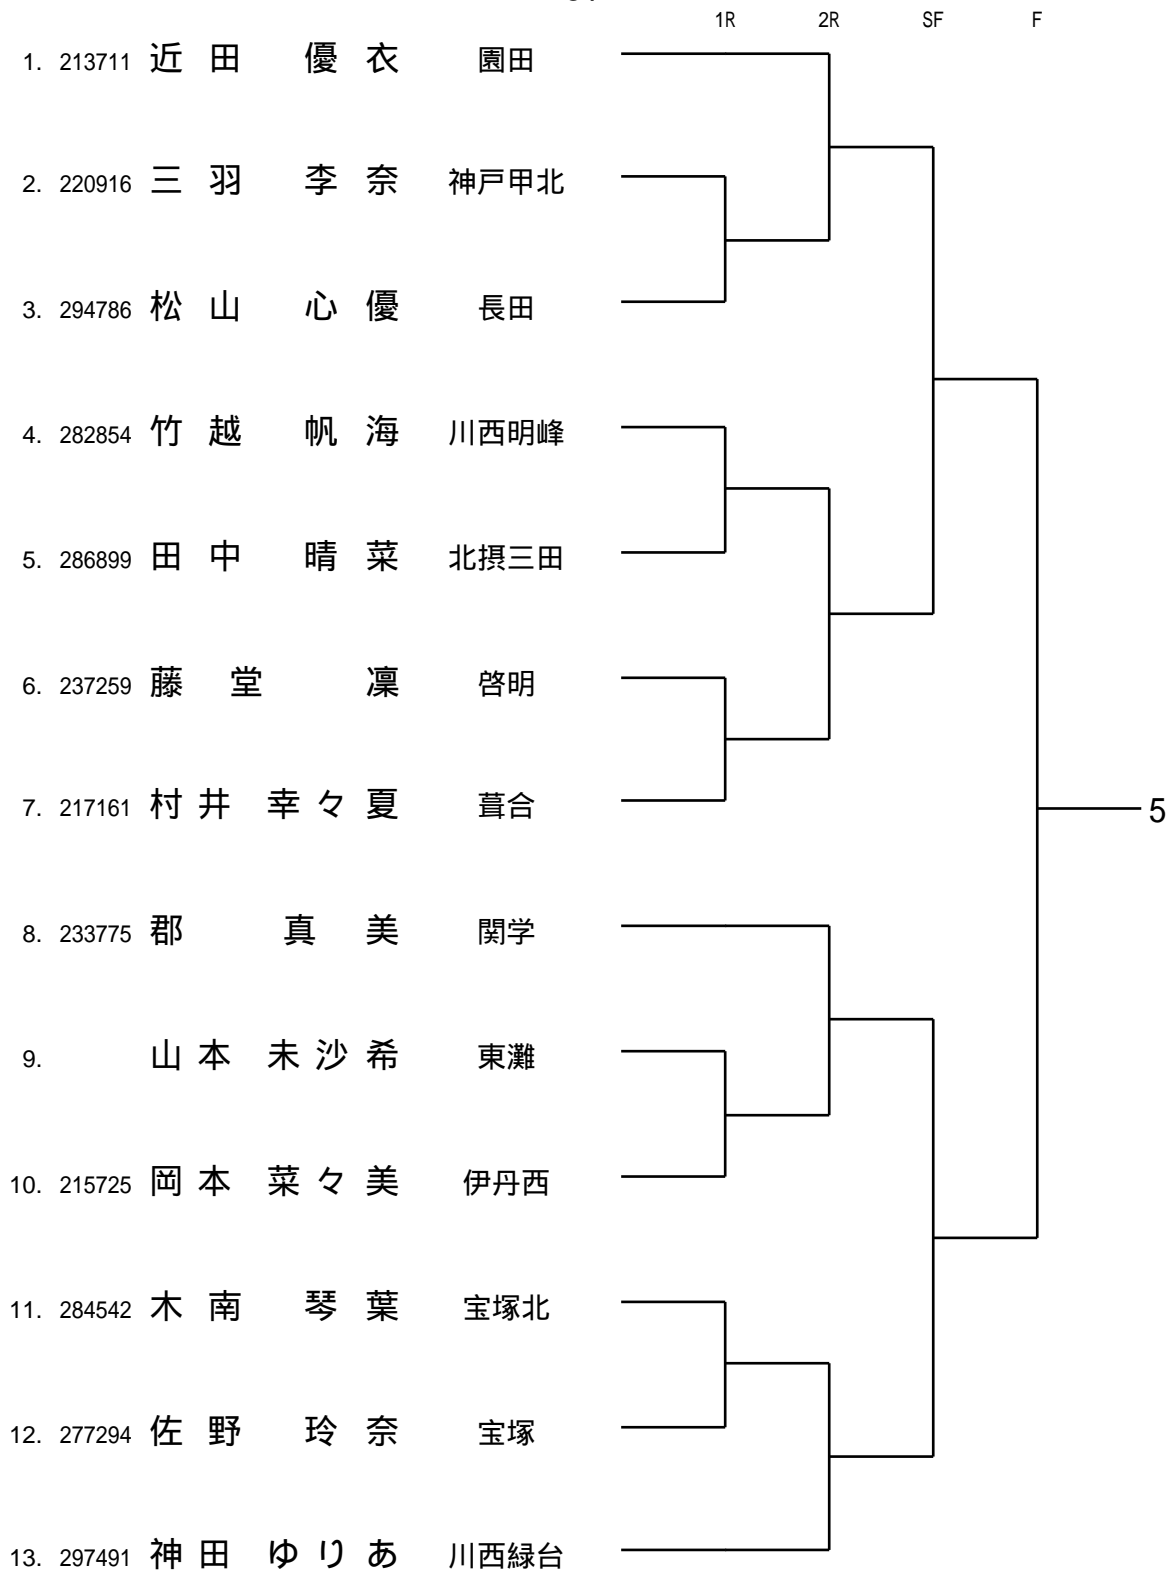 1R 2R SF F
1. 213711 近田 優衣 園田
2. 220916 三羽 李奈 神戸甲北
3. 294786 松山 心優 長田
4. 282854 竹越 帆海 川西明峰
5. 286899 田中 晴菜 北摂三田
6. 237259 藤堂 凜 啓明
7. 217161 村井 幸々夏 葺合
5
8. 233775 郡 真美 関学
9. 山本 未沙希 東灘
10. 215725 岡本 菜々美 伊丹西
11. 284542 木南 琴葉 宝塚北
12. 277294 佐野 玲奈 宝塚
13. 297491 神田 ゆりあ 川西緑台